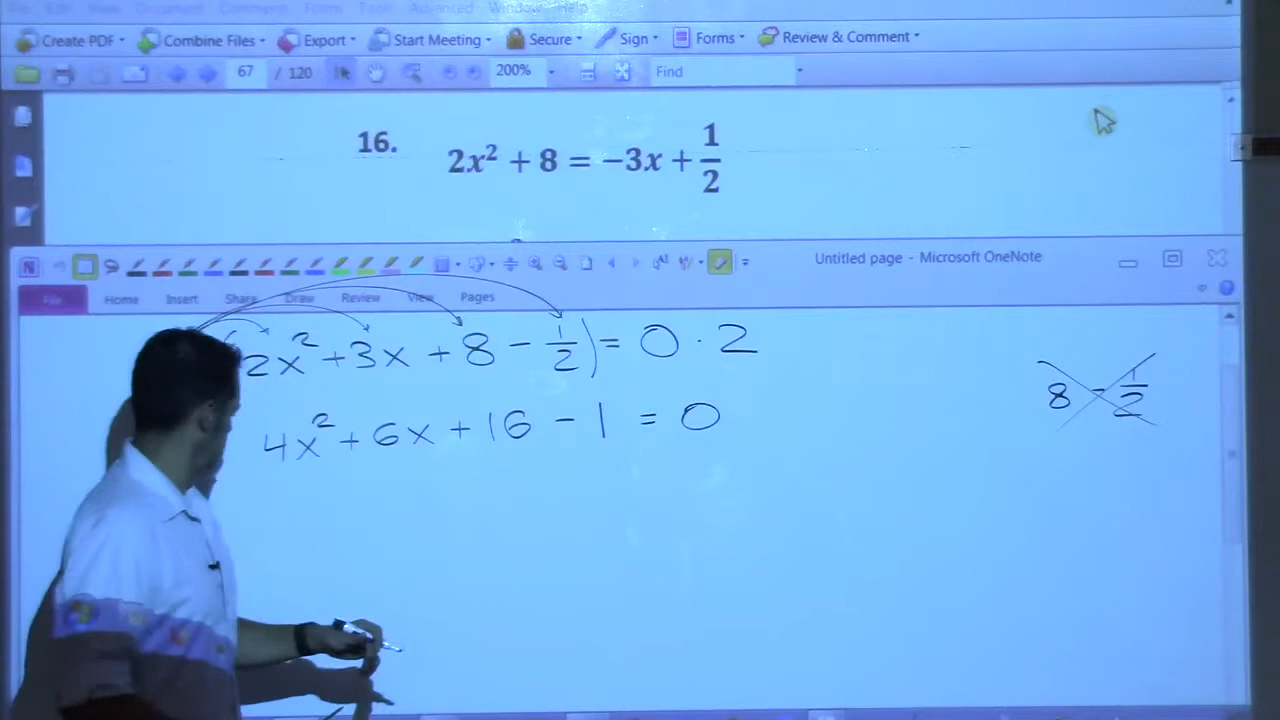 Create PDF Combine Files Export Start Meeting Secure Sign Forms Review & Comment
67 / 120 200% Find
16. 2x² + 8 = −3x + 1/2
Untitled page - Microsoft OneNote
File Home Insert Share Draw Review View Pages
2x² + 3x + 8 − 1/2) = 0 · 2
8 − 1/2
4x² + 6x + 16 − 1 = 0